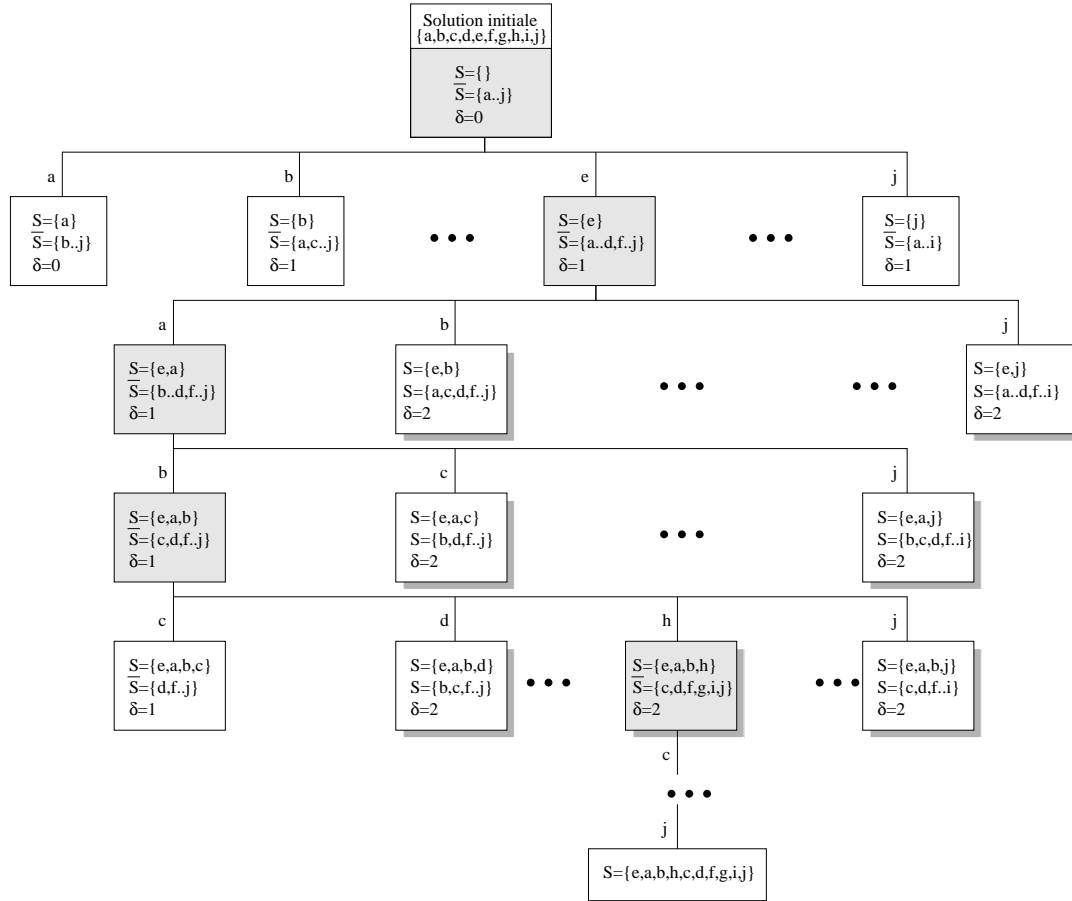 Solution initiale
{a,b,c,d,e,f,g,h,i,j}
S={}
S={a..j}
δ=0
a
b
e
j
S={a}
S={b..j}
δ=0
S={b}
S={a,c..j}
δ=1
S={e}
S={a..d,f..j}
δ=1
S={j}
S={a..i}
δ=1
a
b
j
S={e,a}
S={b..d,f..j}
δ=1
S={e,b}
S={a,c,d,f..j}
δ=2
S={e,j}
S={a..d,f..i}
δ=2
b
c
j
S={e,a,b}
S={c,d,f..j}
δ=1
S={e,a,c}
S={b,d,f..j}
δ=2
S={e,a,j}
S={b,c,d,f..i}
δ=2
c
d
h
j
S={e,a,b,c}
S={d,f..j}
δ=1
S={e,a,b,d}
S={b,c,f..j}
δ=2
S={e,a,b,h}
S={c,d,f,g,i,j}
δ=2
S={e,a,b,j}
S={c,d,f..i}
δ=2
c
j
S={e,a,b,h,c,d,f,g,i,j}